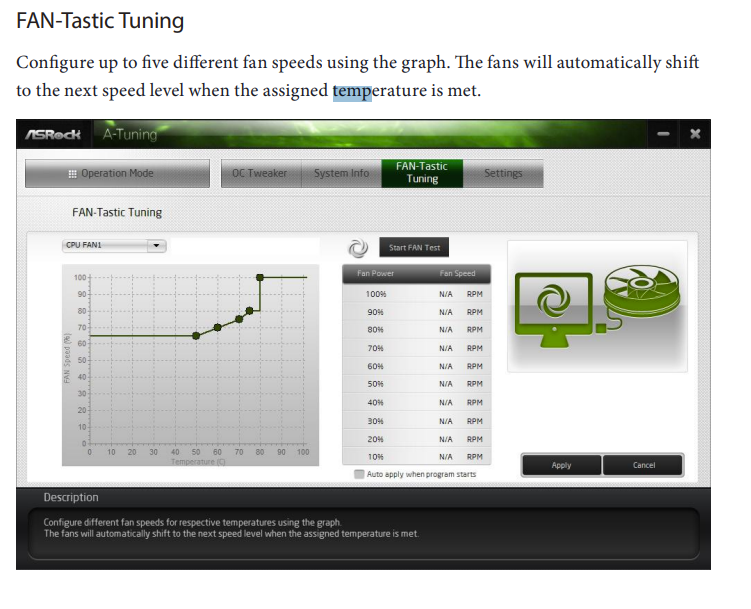 FAN-Tastic Tuning
Configure up to five different fan speeds using the graph. The fans will automatically shift
to the next speed level when the assigned temperature is met.
ASRock A-Tuning
Operation Mode
OC Tweaker
System Info
FAN-Tastic
Tuning
Settings
FAN-Tastic Tuning
CPU FAN1
Start FAN Test
FAN Speed (%)
100
90
80
70
60
50
40
30
20
10
0
0 10 20 30 40 50 60 70 80 90 100
Temperature (C)
Fan Power Fan Speed
100% N/A RPM
90% N/A RPM
80% N/A RPM
70% N/A RPM
60% N/A RPM
50% N/A RPM
40% N/A RPM
30% N/A RPM
20% N/A RPM
10% N/A RPM
Auto apply when program starts
Apply
Cancel
Description
Configure different fan speeds for respective temperatures using the graph.
The fans will automatically shift to the next speed level when the assigned temperature is met.